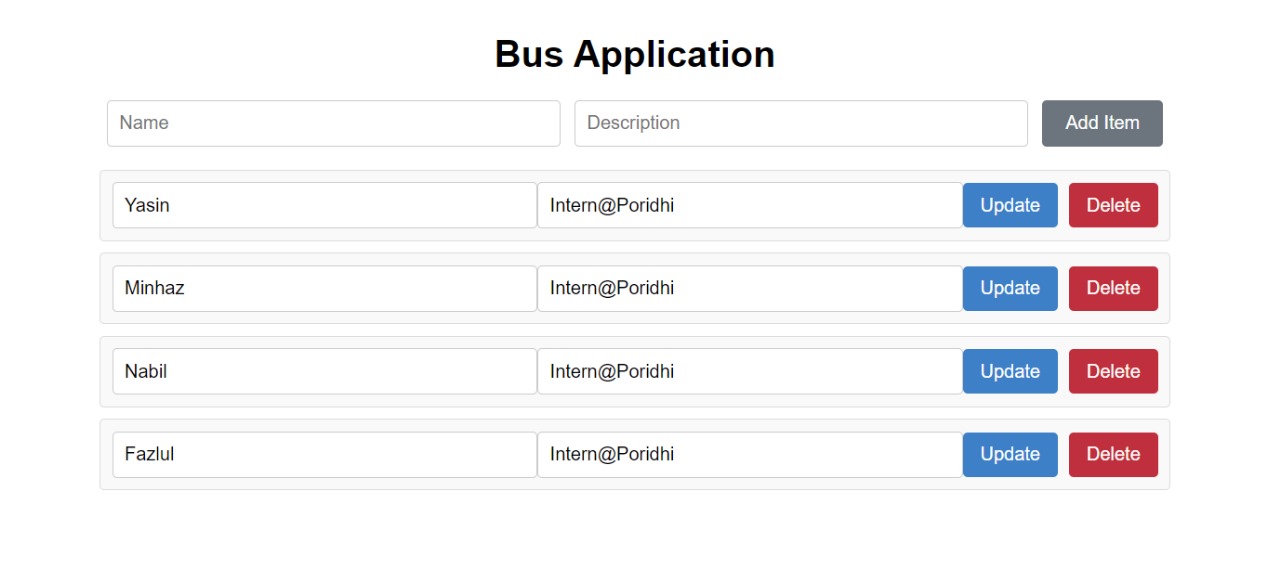 Bus Application
Name Description Add Item
Yasin Intern@Poridhi Update Delete
Minhaz Intern@Poridhi Update Delete
Nabil Intern@Poridhi Update Delete
Fazlul Intern@Poridhi Update Delete